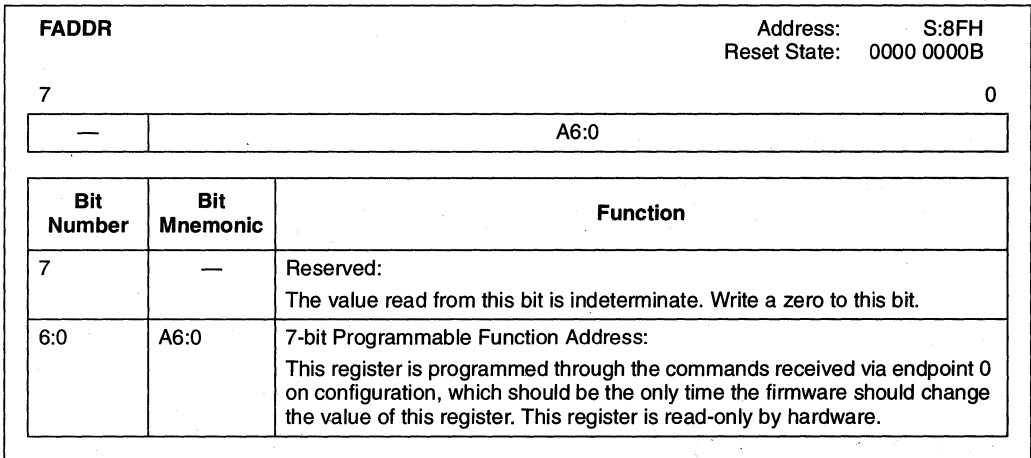 FADDR Address: S:8FH
Reset State: 0000 0000B
7 0
— A6:0
Bit Number Bit Mnemonic Function
7 — Reserved:
The value read from this bit is indeterminate. Write a zero to this bit.
6:0 A6:0 7-bit Programmable Function Address:
This register is programmed through the commands received via endpoint 0
on configuration, which should be the only time the firmware should change
the value of this register. This register is read-only by hardware.